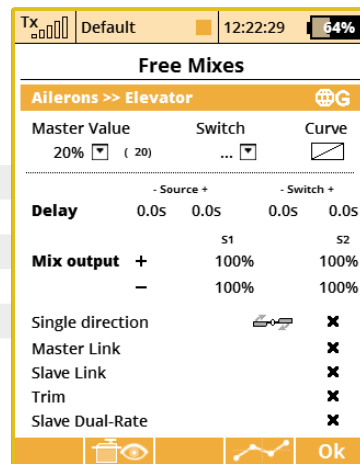 Tx Default 12:22:29 64%
Free Mixes
Ailerons >> Elevator G
Master Value Switch Curve
20% ( 20) ...
- Source + - Switch +
Delay 0.0s 0.0s 0.0s 0.0s
S1 S2
Mix output + 100% 100%
– 100% 100%
Single direction
Master Link
Slave Link
Trim
Slave Dual-Rate
Ok